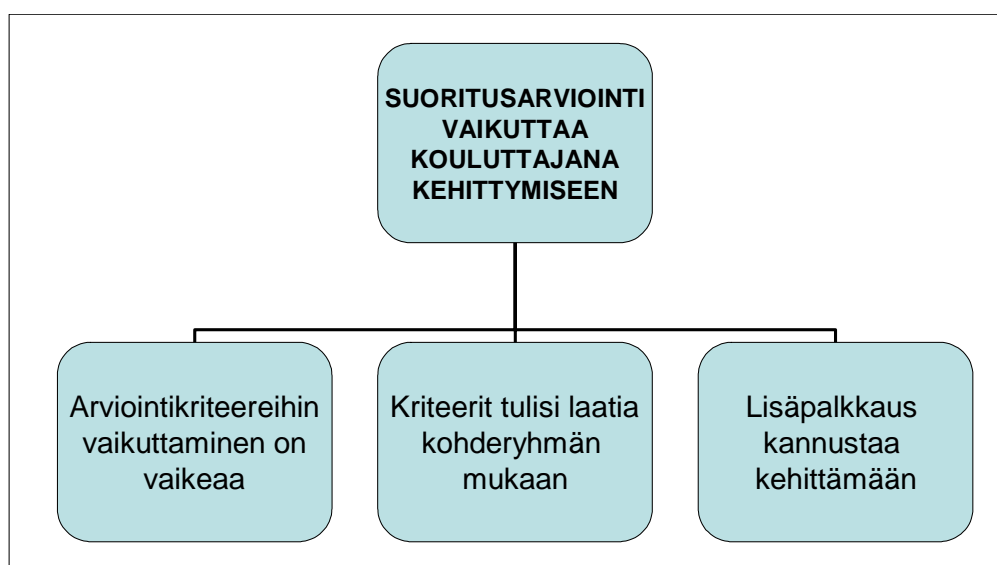 SUORITUSARVIOINTI
VAIKUTTAA
KOULUTTAJANA
KEHITTYMISEEN
Arviointikriteereihin
vaikuttaminen on
vaikeaa
Kriteerit tulisi laatia
kohderyhmän
mukaan
Lisäpalkkaus
kannustaa
kehittämään